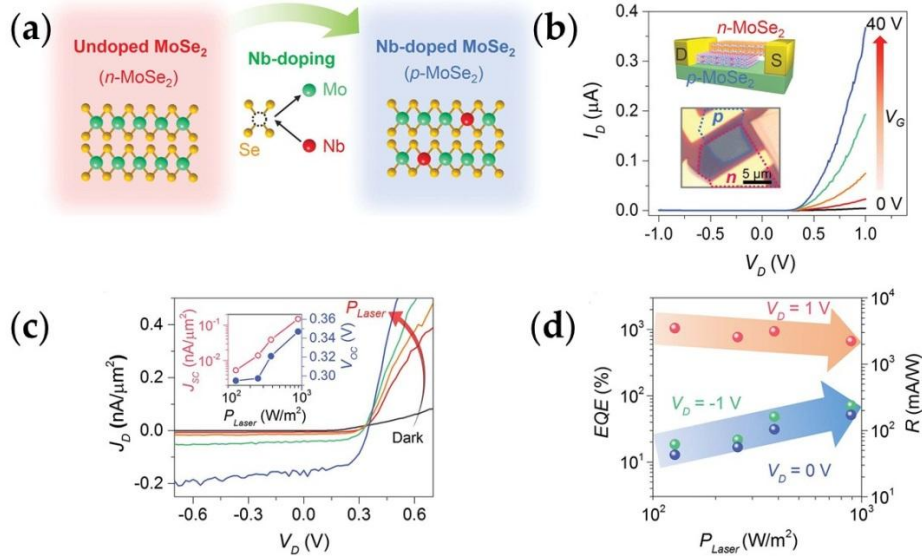 (a)
Undoped MoSe2
(n-MoSe2)
Nb-doping
Mo
Se
Nb
Nb-doped MoSe2
(p-MoSe2)
(b)
ID (μA)
0.4
0.3
0.2
0.1
0.0
-1.0 -0.5 0.0 0.5 1.0
VD (V)
n-MoSe2
D
S
p-MoSe2
p
n
5 μm
40 V
VG
0 V
(c)
JD (nA/μm²)
0.4
0.2
0.0
-0.2
-0.6 -0.3 0.0 0.3 0.6
VD (V)
JSC (nA/μm²)
10⁻¹
10⁻²
0.36
0.33
0.30
VOC (V)
10² 10³
PLaser (W/m²)
PLaser
Dark
(d)
EQE (%)
10³
10²
10¹
VD = 1 V
VD = -1 V
VD = 0 V
10⁴
10³
10²
10¹
R (mA/W)
10² 10³
PLaser (W/m²)